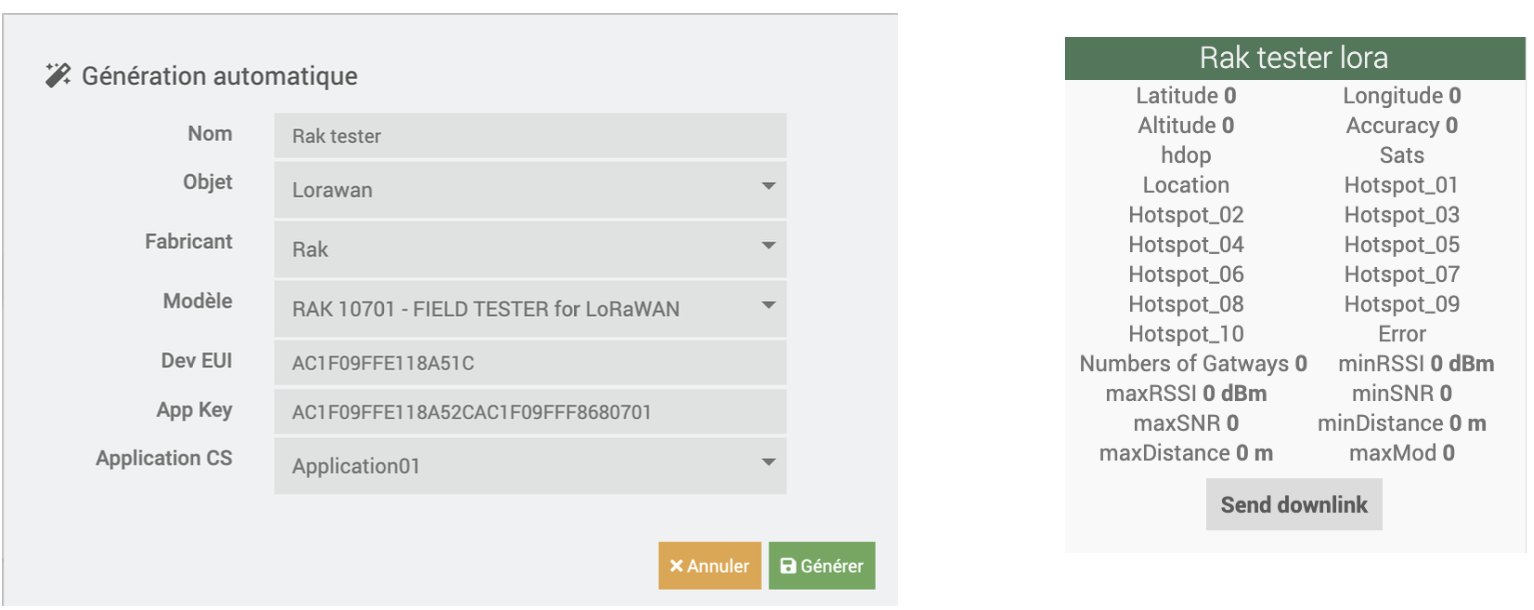 Génération automatique
Nom Rak tester
Objet Lorawan
Fabricant Rak
Modèle RAK 10701 - FIELD TESTER for LoRaWAN
Dev EUI AC1F09FFE118A51C
App Key AC1F09FFE118A52CAC1F09FFF8680701
Application CS Application01
Annuler Générer
Rak tester lora
Latitude 0 Longitude 0
Altitude 0 Accuracy 0
hdop Sats
Location Hotspot_01
Hotspot_02 Hotspot_03
Hotspot_04 Hotspot_05
Hotspot_06 Hotspot_07
Hotspot_08 Hotspot_09
Hotspot_10 Error
Numbers of Gatways 0 minRSSI 0 dBm
maxRSSI 0 dBm minSNR 0
maxSNR 0 minDistance 0 m
maxDistance 0 m maxMod 0
Send downlink